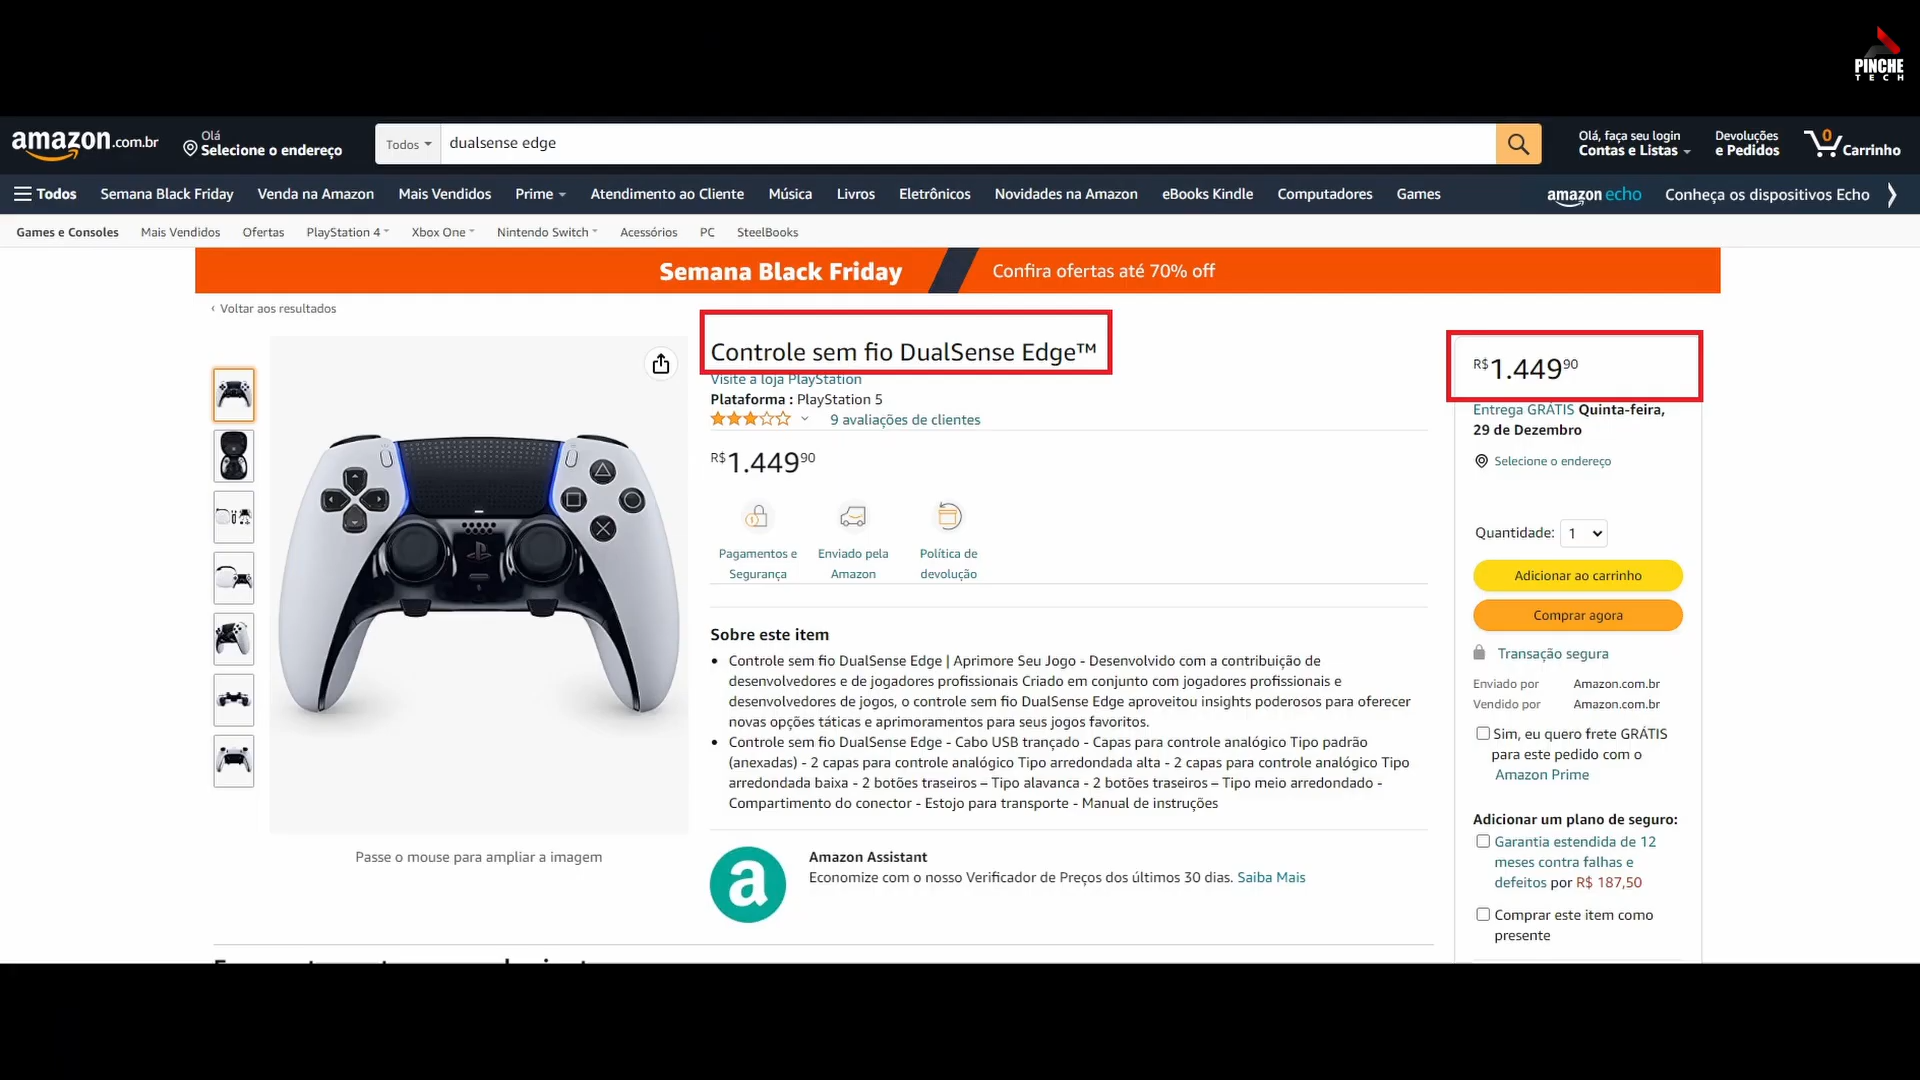 PINCHE
TECH
amazon.com.br
Olá
Selecione o endereço
Todos
dualsense edge
Olá, faça seu login
Contas e Listas
Devoluções
e Pedidos
0
Carrinho
Todos
Semana Black Friday
Venda na Amazon
Mais Vendidos
Prime
Atendimento ao Cliente
Música
Livros
Eletrônicos
Novidades na Amazon
eBooks Kindle
Computadores
Games
amazon echo
Conheça os dispositivos Echo
Games e Consoles
Mais Vendidos
Ofertas
PlayStation 4
Xbox One
Nintendo Switch
Acessórios
PC
SteelBooks
Semana Black Friday
Confira ofertas até 70% off
‹ Voltar aos resultados
Passe o mouse para ampliar a imagem
Controle sem fio DualSense Edge™
Visite a loja PlayStation
Plataforma : PlayStation 5
9 avaliações de clientes
R$1.44990
Pagamentos e
Segurança
Enviado pela
Amazon
Política de
devolução
Sobre este item
• Controle sem fio DualSense Edge | Aprimore Seu Jogo - Desenvolvido com a contribuição de
desenvolvedores e de jogadores profissionais Criado em conjunto com jogadores profissionais e
desenvolvedores de jogos, o controle sem fio DualSense Edge aproveitou insights poderosos para oferecer
novas opções táticas e aprimoramentos para seus jogos favoritos.
• Controle sem fio DualSense Edge - Cabo USB trançado - Capas para controle analógico Tipo padrão
(anexadas) - 2 capas para controle analógico Tipo arredondada alta - 2 capas para controle analógico Tipo
arredondada baixa - 2 botões traseiros – Tipo alavanca - 2 botões traseiros – Tipo meio arredondado -
Compartimento do conector - Estojo para transporte - Manual de instruções
a
Amazon Assistant
Economize com o nosso Verificador de Preços dos últimos 30 dias. Saiba Mais
R$1.44990
Entrega GRÁTIS Quinta-feira,
29 de Dezembro
Selecione o endereço
Quantidade: 1
Adicionar ao carrinho
Comprar agora
Transação segura
Enviado por Amazon.com.br
Vendido por Amazon.com.br
Sim, eu quero frete GRÁTIS
para este pedido com o
Amazon Prime
Adicionar um plano de seguro:
Garantia estendida de 12
meses contra falhas e
defeitos por R$ 187,50
Comprar este item como
presente